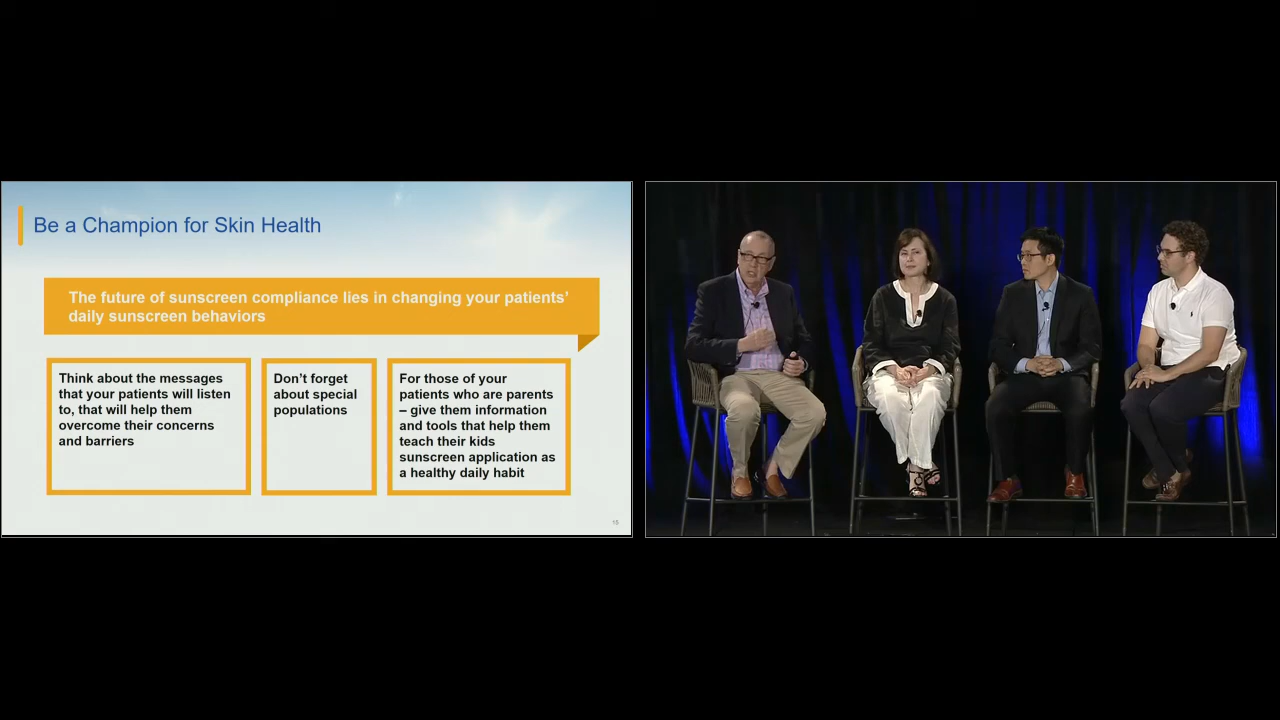 Be a Champion for Skin Health
The future of sunscreen compliance lies in changing your patients’
daily sunscreen behaviors
Think about the messages
that your patients will listen
to, that will help them
overcome their concerns
and barriers
Don’t forget
about special
populations
For those of your
patients who are parents
– give them information
and tools that help them
teach their kids
sunscreen application as
a healthy daily habit